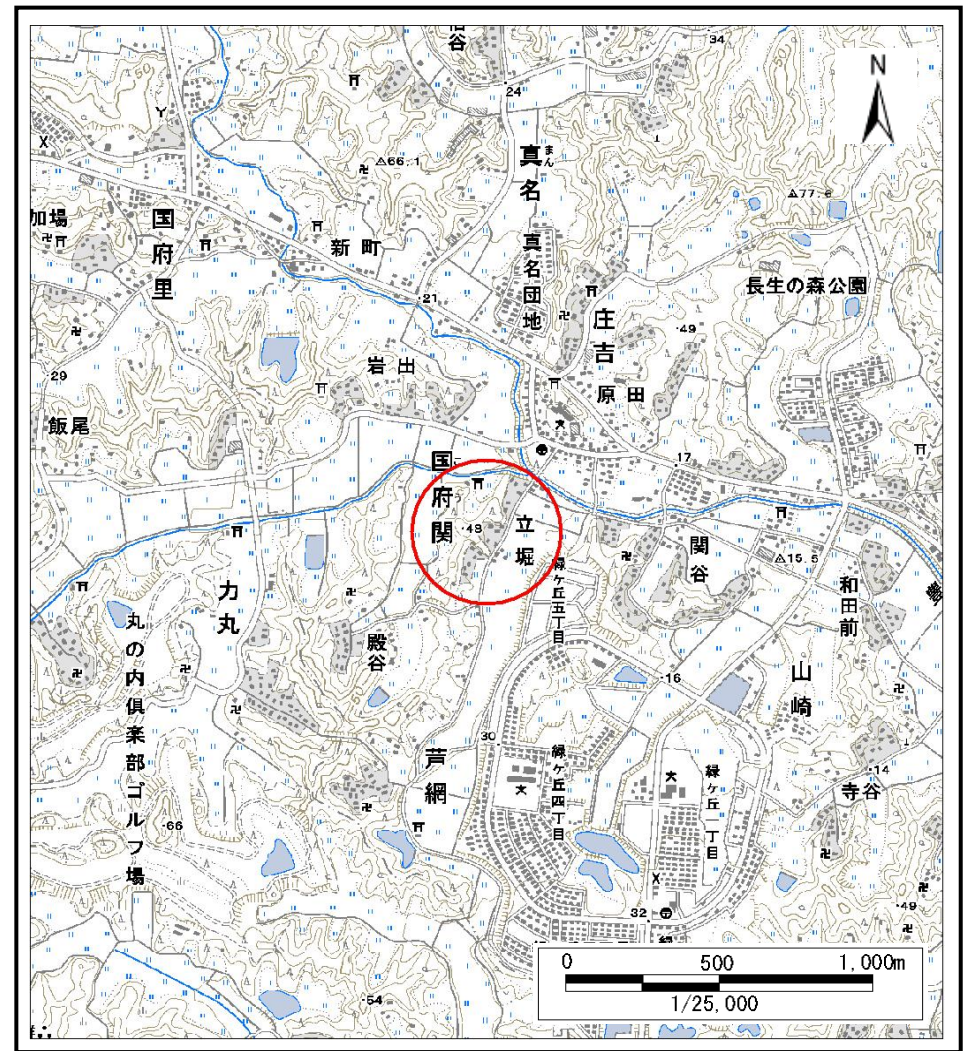 34
N
24
真名
まん
66.1
77.6
加場
国府里
新町
真名団地
長生の森公園
21
庄吉
49
岩出
原田
29
飯尾
17
国府関
48
立堀
関谷
15.5
緑ケ丘五丁目
和田前
力丸
殿谷
丸の内倶楽部ゴルフ場
16
山崎
30
芦網
緑ケ丘四丁目
緑ケ丘一丁目
14
寺谷
66
32
49
54
0 500 1,000m
1/25,000